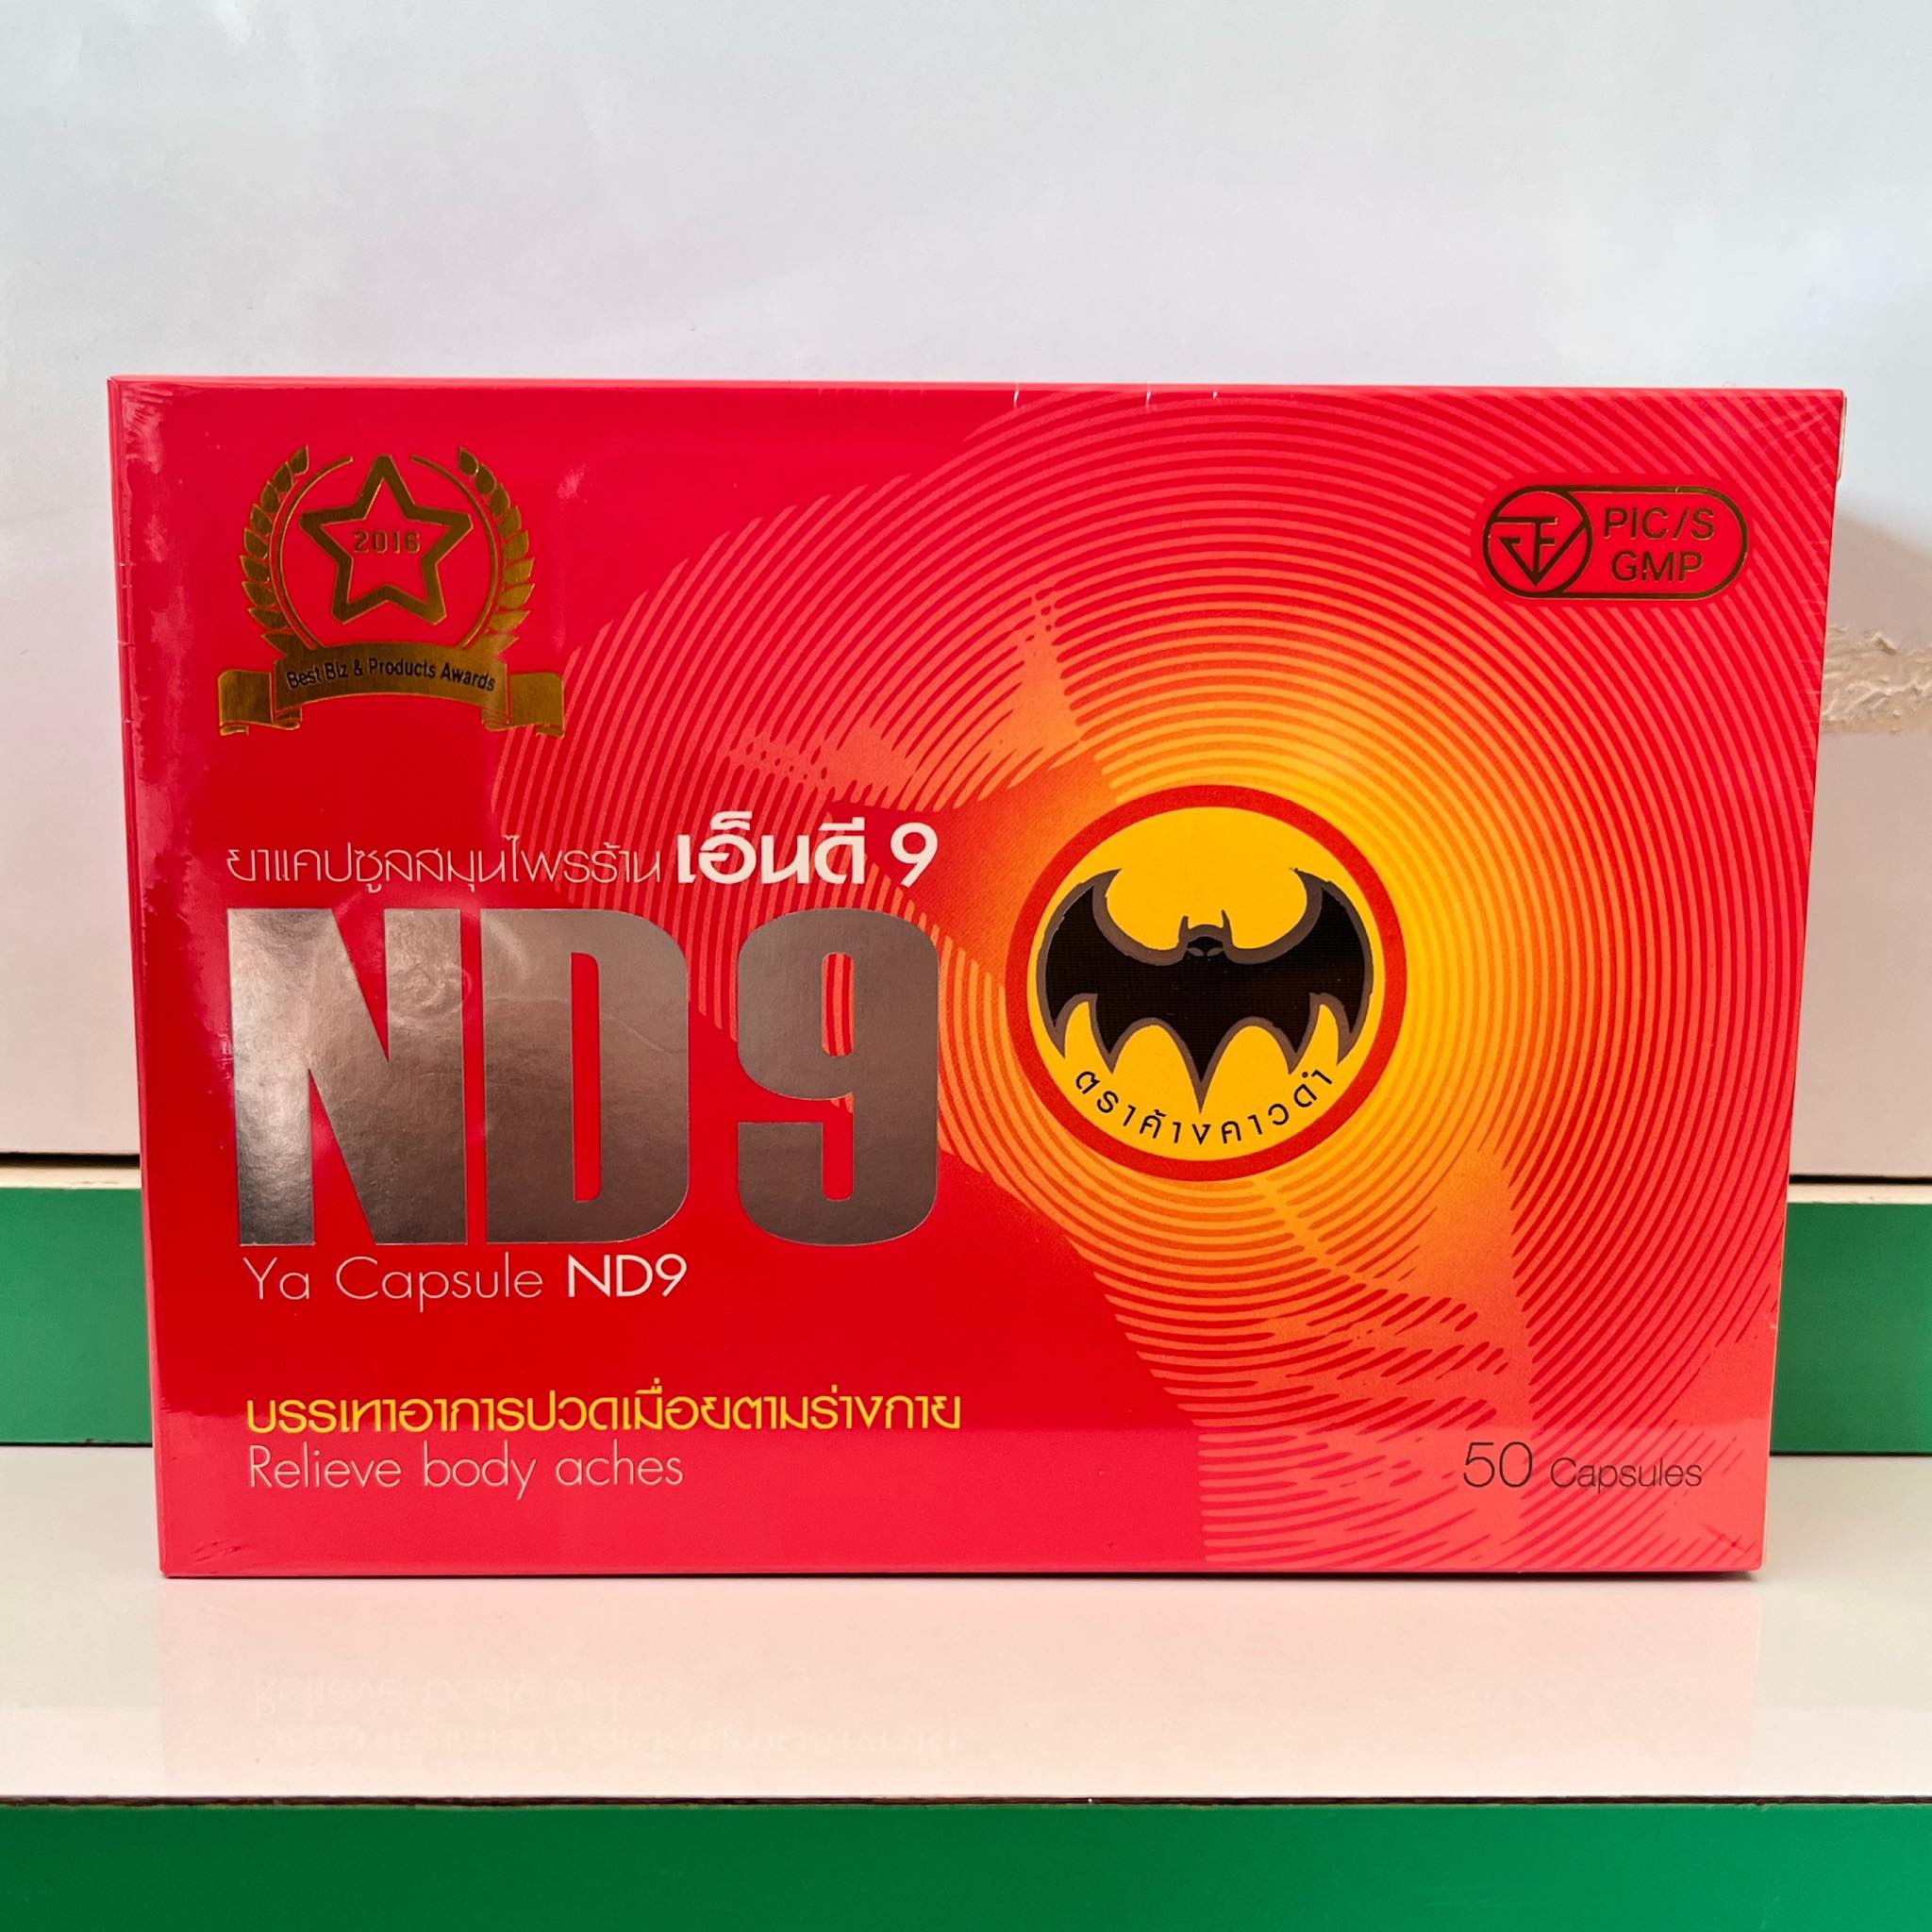 2016
Best Biz & Products Awards
PIC/S
GMP
ยาแคปซูลสมุนไพรร้าน เอ็นดี 9
ND9
Ya Capsule ND9
ตราค้างคาวดำ
บรรเทาอาการปวดเมื่อยตามร่างกาย
Relieve body aches
50 Capsules